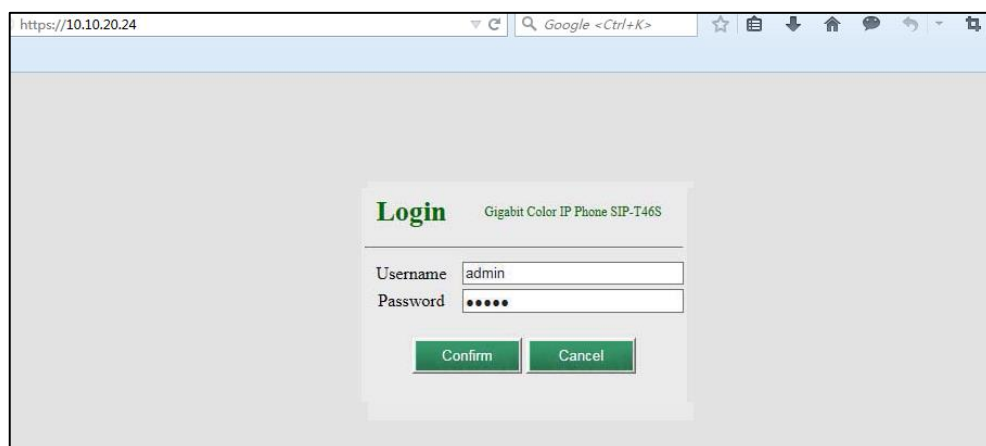 https://10.10.20.24 Google <Ctrl+K>
Login Gigabit Color IP Phone SIP-T46S
Username admin
Password •••••
Confirm Cancel